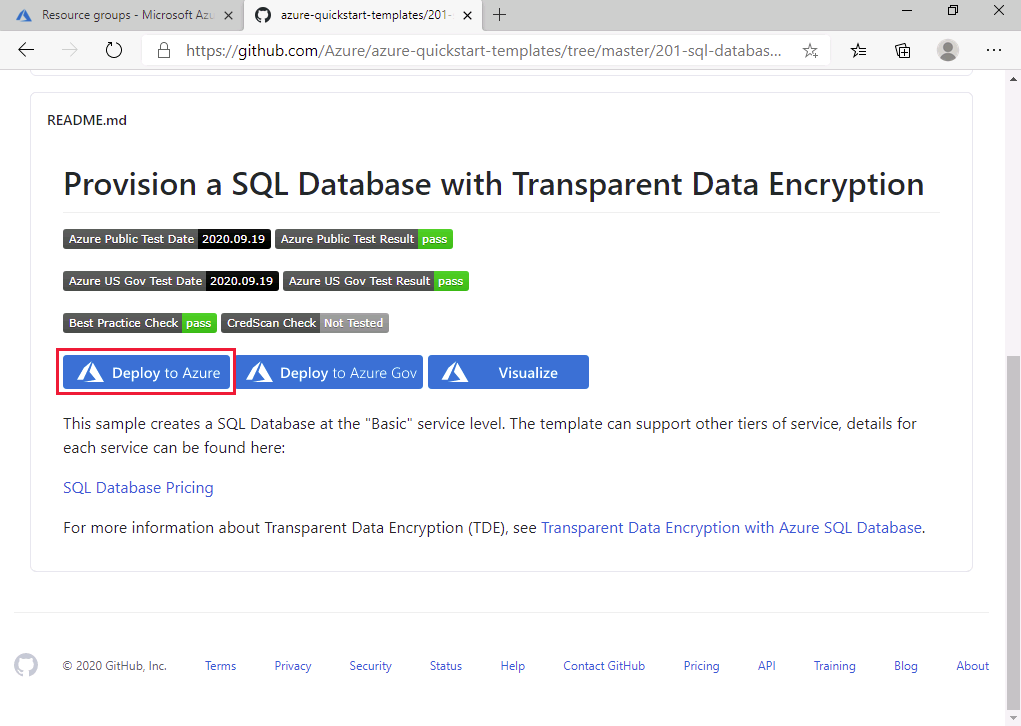 Resource groups - Microsoft Azu
azure-quickstart-templates/201-
https://github.com/Azure/azure-quickstart-templates/tree/master/201-sql-databas...
README.md
Provision a SQL Database with Transparent Data Encryption
Azure Public Test Date 2020.09.19 Azure Public Test Result pass
Azure US Gov Test Date 2020.09.19 Azure US Gov Test Result pass
Best Practice Check pass CredScan Check Not Tested
Deploy to Azure Deploy to Azure Gov Visualize
This sample creates a SQL Database at the "Basic" service level. The template can support other tiers of service, details for
each service can be found here:
SQL Database Pricing
For more information about Transparent Data Encryption (TDE), see Transparent Data Encryption with Azure SQL Database.
© 2020 GitHub, Inc. Terms Privacy Security Status Help Contact GitHub Pricing API Training Blog About